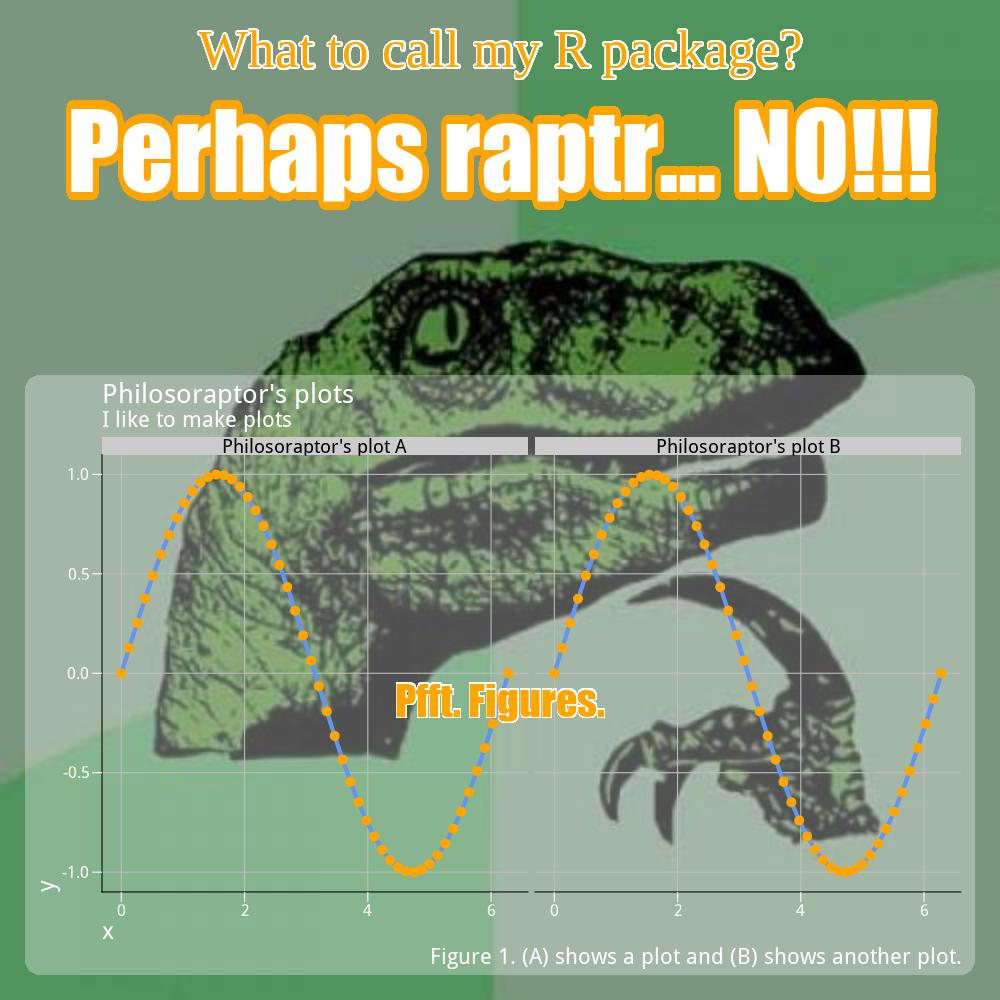 What to call my R package?
Perhaps raptr... NO!!!
Philosoraptor's plots
I like to make plots
Philosoraptor's plot A
Philosoraptor's plot B
1.0
0.5
0.0
Pfft. Figures.
-0.5
-1.0
y
0 2 4 6 0 2 4 6
x
Figure 1. (A) shows a plot and (B) shows another plot.